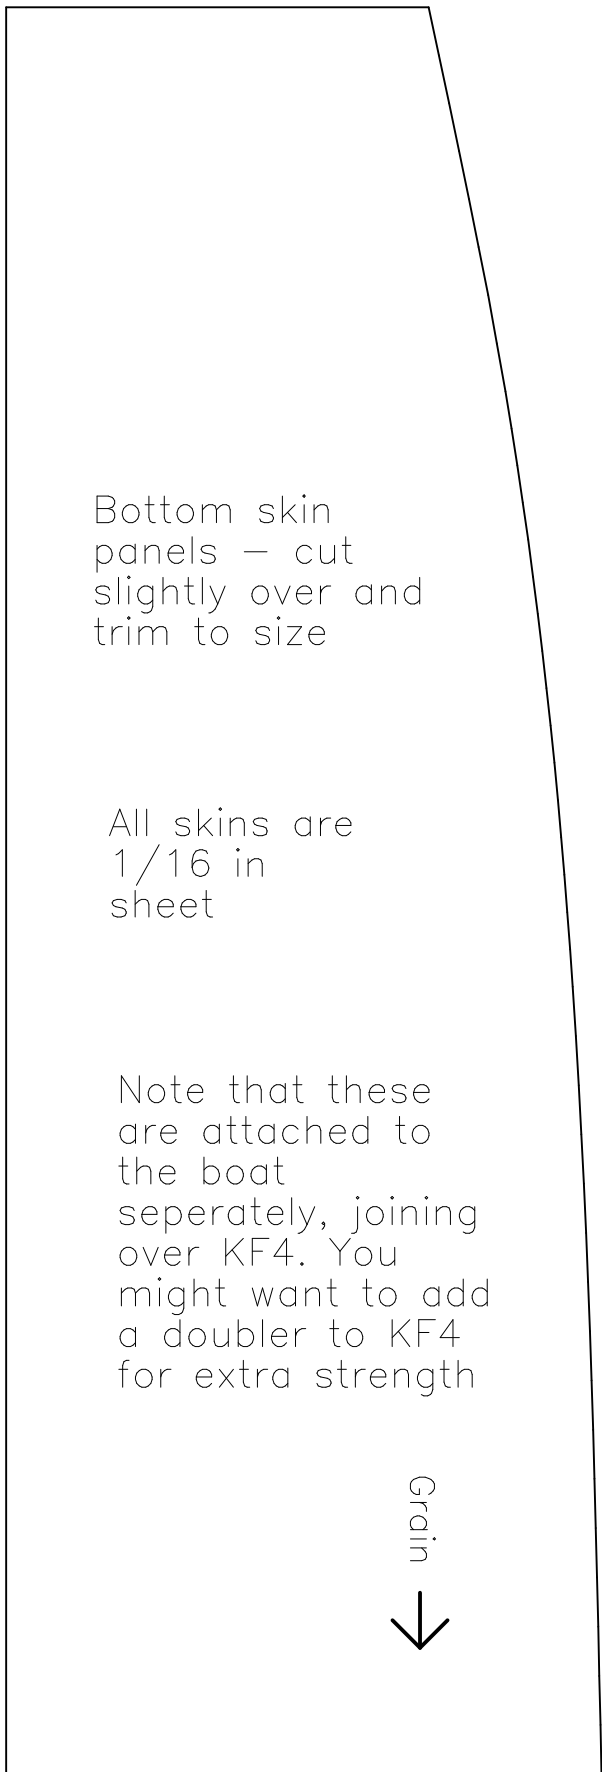 Bottom skin
panels – cut
slightly over and
trim to size
All skins are
1/16 in
sheet
Note that these
are attached to
the boat
seperately, joining
over KF4. You
might want to add
a doubler to KF4
for extra strength
Grain